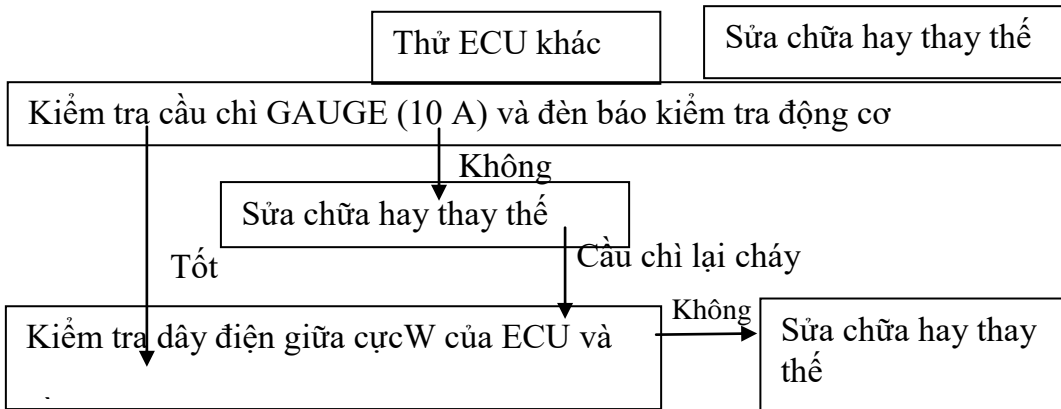 Thử ECU khác
Sửa chữa hay thay thế
Kiểm tra cầu chì GAUGE (10 A) và đèn báo kiểm tra động cơ
Không
Sửa chữa hay thay thế
Tốt
Cầu chì lại cháy
Không
Kiểm tra dây điện giữa cựcW của ECU và
Sửa chữa hay thay
thế